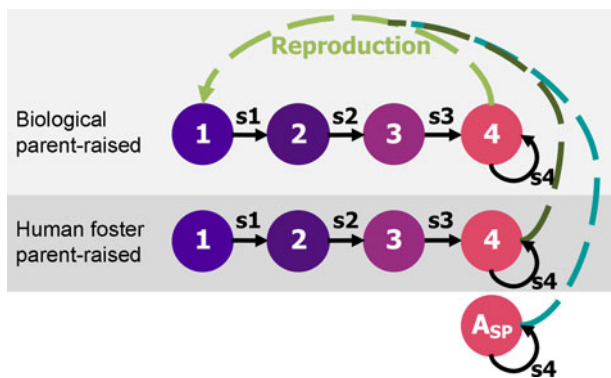 Reproduction
Biological
parent-raised
1 s1 2 s2 3 s3 4
s4
Human foster
parent-raised
1 s1 2 s2 3 s3 4
s4
ASP
s4